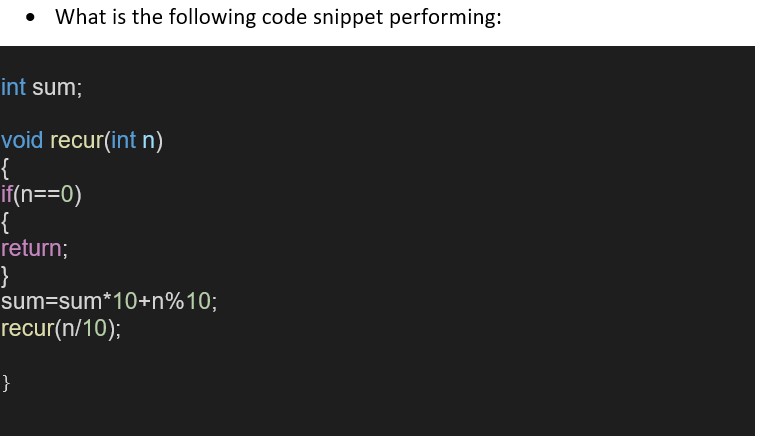 • What is the following code snippet performing:
int sum;
void recur(int n)
{
if(n==0)
{
return;
}
sum=sum*10+n%10;
recur(n/10);
}